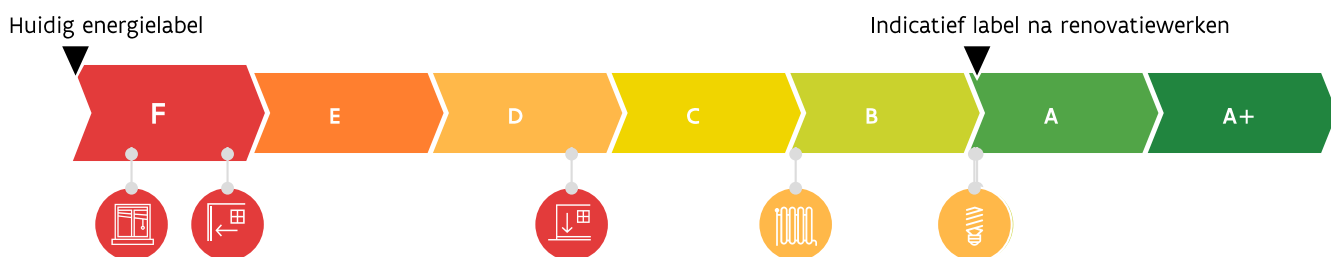 Huidig energielabel
Indicatief label na renovatiewerken
F E D C B A A+